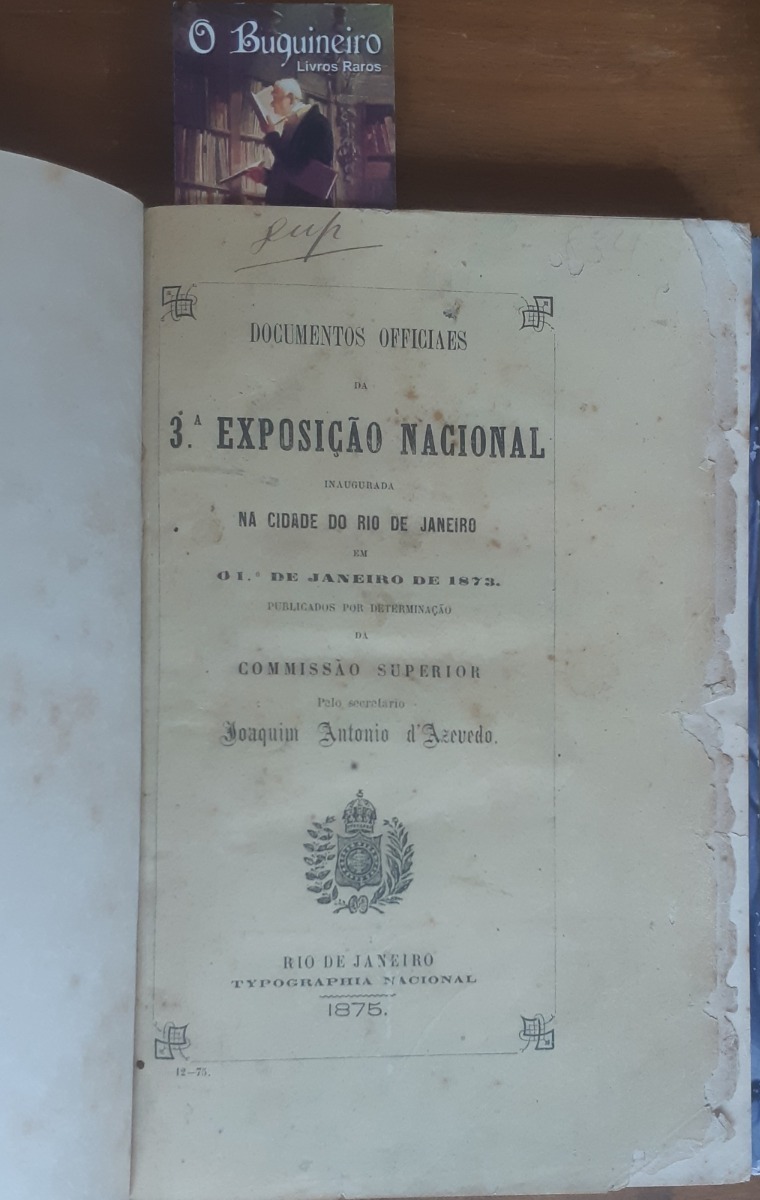 O Buquineiro
Livros Raros
dup
DOCUMENTOS OFFICIAES
DA
3.ª EXPOSIÇÃO NACIONAL
INAUGURADA
NA CIDADE DO RIO DE JANEIRO
EM
O 1.º DE JANEIRO DE 1873.
PUBLICADOS POR DETERMINAÇÃO
DA
COMMISSÃO SUPERIOR
Pelo secretario
Joaquim Antonio d'Azevedo.
RIO DE JANEIRO
TYPOGRAPHIA NACIONAL
1875.
12—75.